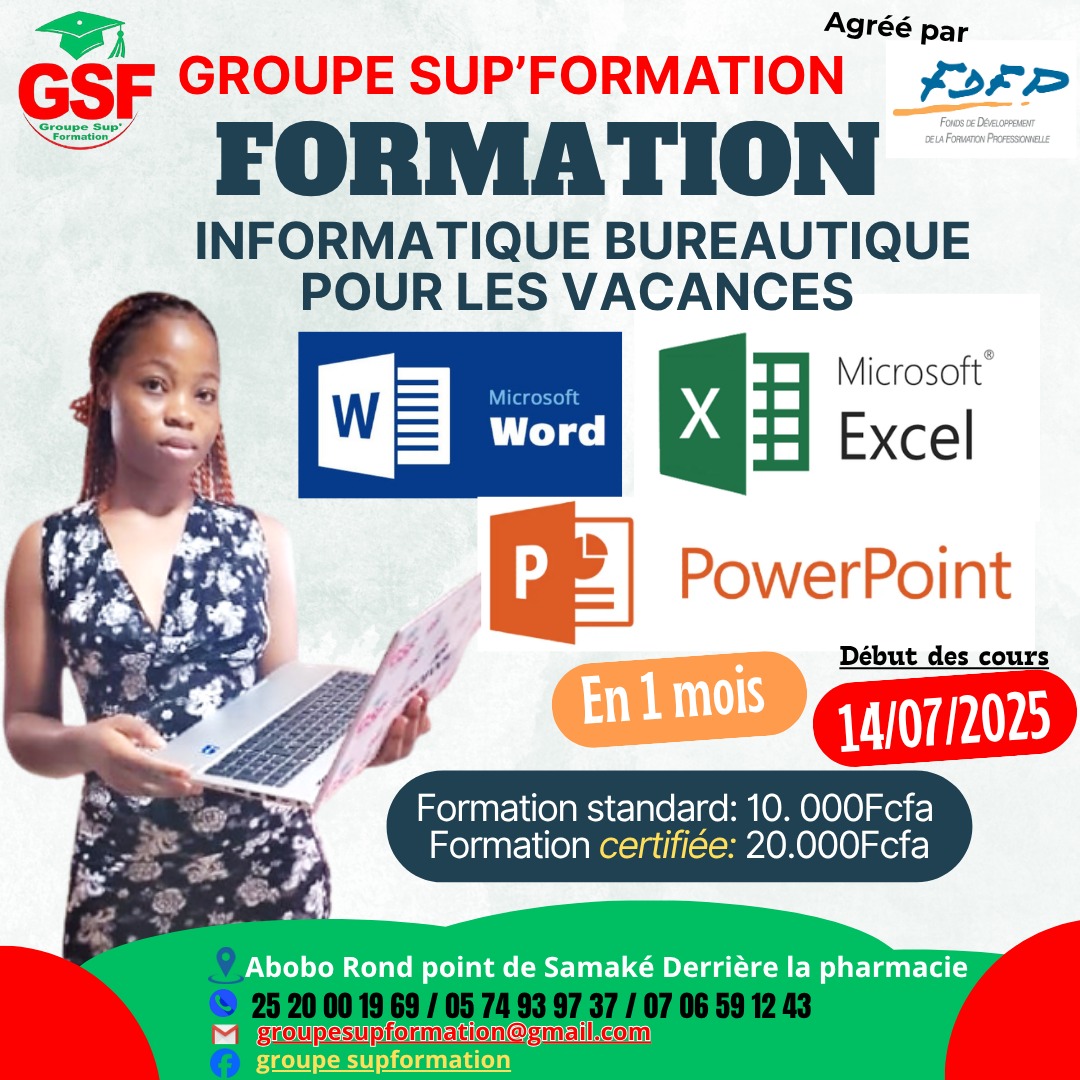 Agréé par
GSF
Groupe Sup'
Formation
GROUPE SUP'FORMATION
FDFP
FONDS DE DÉVELOPPEMENT
DE LA FORMATION PROFESSIONNELLE
FORMATION
INFORMATIQUE BUREAUTIQUE
POUR LES VACANCES
W
Microsoft
Word
X
Microsoft®
Excel
P
PowerPoint
En 1 mois
Début des cours
14/07/2025
Formation standard: 10. 000Fcfa
Formation certifiée: 20.000Fcfa
Abobo Rond point de Samaké Derrière la pharmacie
25 20 00 19 69 / 05 74 93 97 37 / 07 06 59 12 43
groupesupformation@gmail.com
groupe supformation